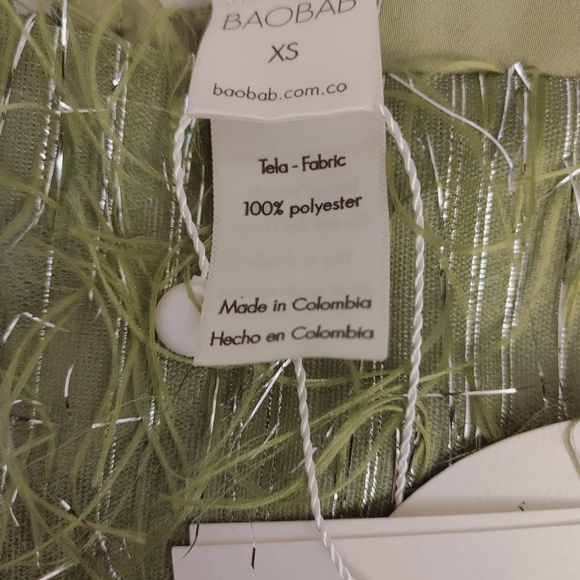 BAOBAB
XS
baobab.com.co
Tela - Fabric
100% polyester
Made in Colombia
Hecho en Colombia